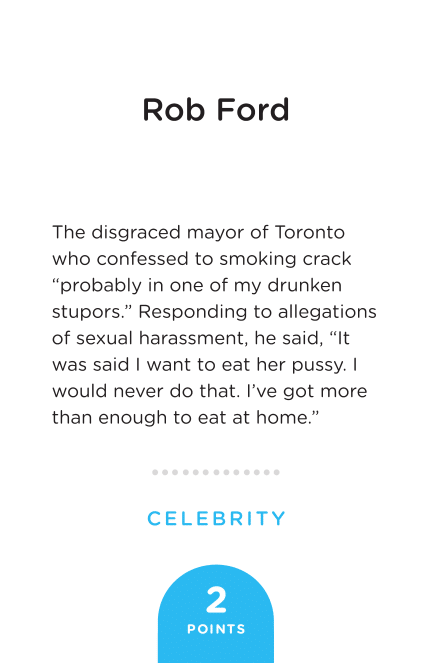 Rob Ford
The disgraced mayor of Toronto
who confessed to smoking crack
“probably in one of my drunken
stupors.” Responding to allegations
of sexual harassment, he said, “It
was said I want to eat her pussy. I
would never do that. I’ve got more
than enough to eat at home.”
CELEBRITY
2
POINTS